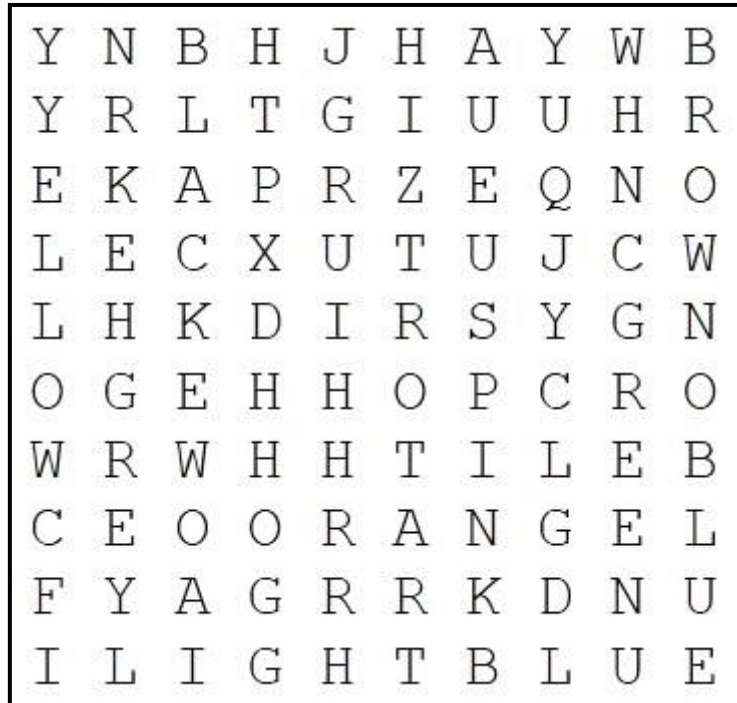 Y N B H J H A Y W B
Y R L T G I U U H R
E K A P R Z E Q N O
L E C X U T U J C W
L H K D I R S Y G N
O G E H H O P C R O
W R W H H T I L E B
C E O O R A N G E L
F Y A G R R K D N U
I L I G H T B L U E